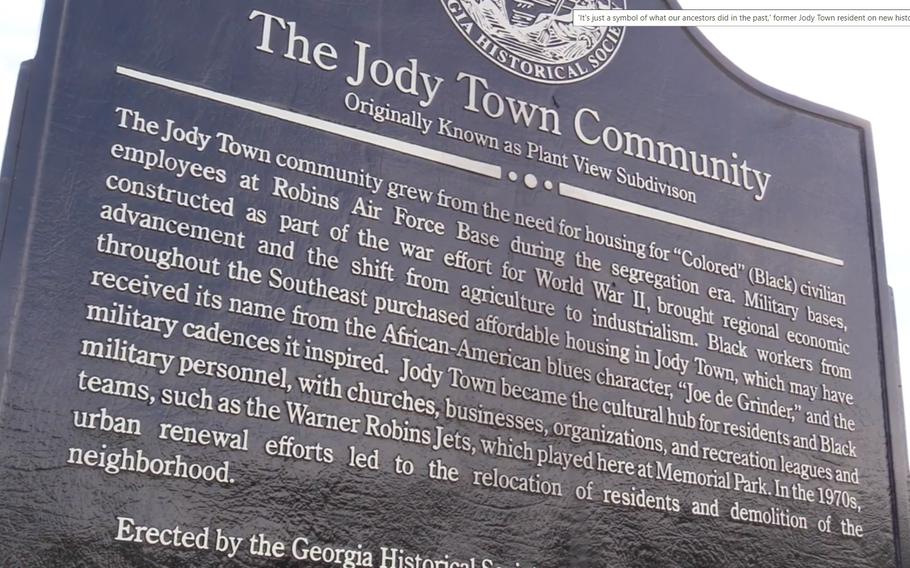 'It's just a symbol of what our ancestors did in the past,' former Jody Town resident on new histo
GIA HISTORICAL SOCIE
The Jody Town Community
Originally Known as Plant View Subdivison
The Jody Town community grew from the need for housing for “Colored” (Black) civilian
employees at Robins Air Force Base during the segregation era. Military bases,
constructed as part of the war effort for World War II, brought regional economic
advancement and the shift from agriculture to industrialism. Black workers from
throughout the Southeast purchased affordable housing in Jody Town, which may have
received its name from the African-American blues character, “Joe de Grinder,” and the
military cadences it inspired. Jody Town became the cultural hub for residents and Black
military personnel, with churches, businesses, organizations, and recreation leagues and
teams, such as the Warner Robins Jets, which played here at Memorial Park. In the 1970s,
urban renewal efforts led to the relocation of residents and demolition of the
neighborhood.
Erected by the Georgia Historical Soci